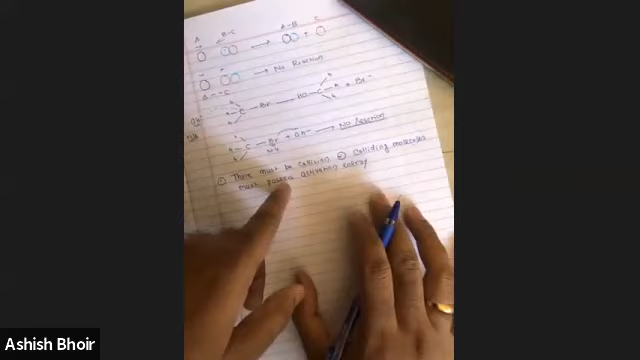 A B-C A-B C
→ +
→ No Reaction
A - - C
H H
C - Br → HO - C - H + Br⁻
H H
C - Br + OH⁻ → No Reaction
① There must be collision ② Colliding molecules
must possess activation energy
Ashish Bhoir